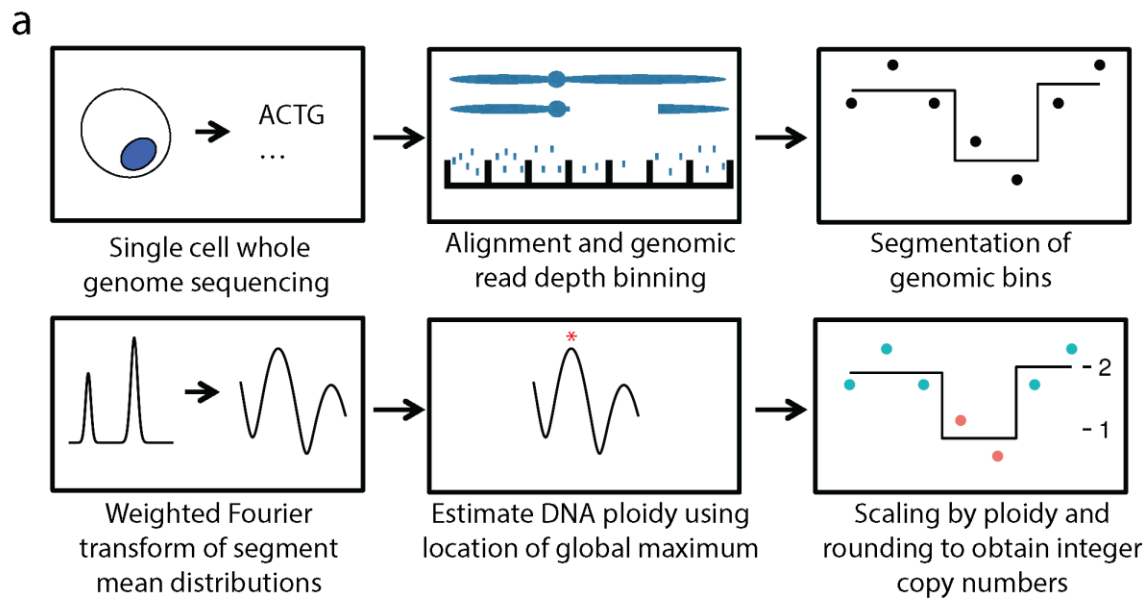 a
ACTG
...
Single cell whole
genome sequencing
Alignment and genomic
read depth binning
Segmentation of
genomic bins
*
- 2
- 1
Weighted Fourier
transform of segment
mean distributions
Estimate DNA ploidy using
location of global maximum
Scaling by ploidy and
rounding to obtain integer
copy numbers